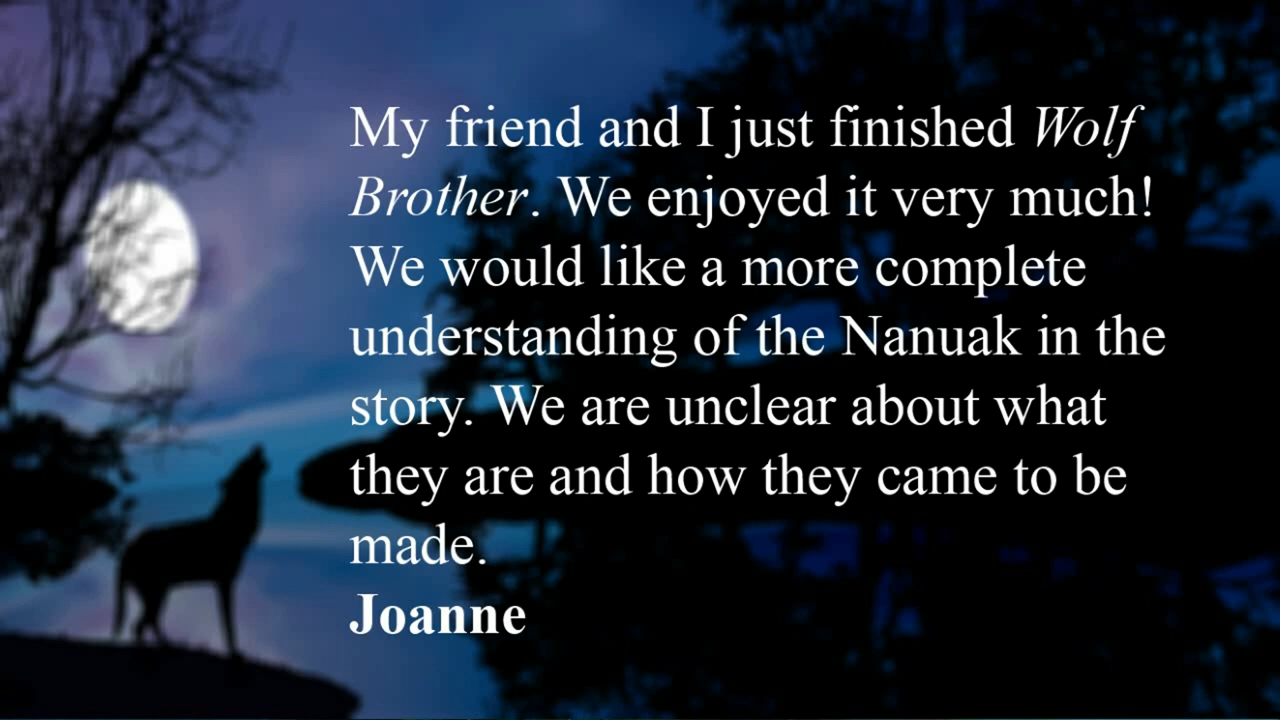 My friend and I just finished Wolf
Brother. We enjoyed it very much!
We would like a more complete
understanding of the Nanuak in the
story. We are unclear about what
they are and how they came to be
made.
Joanne